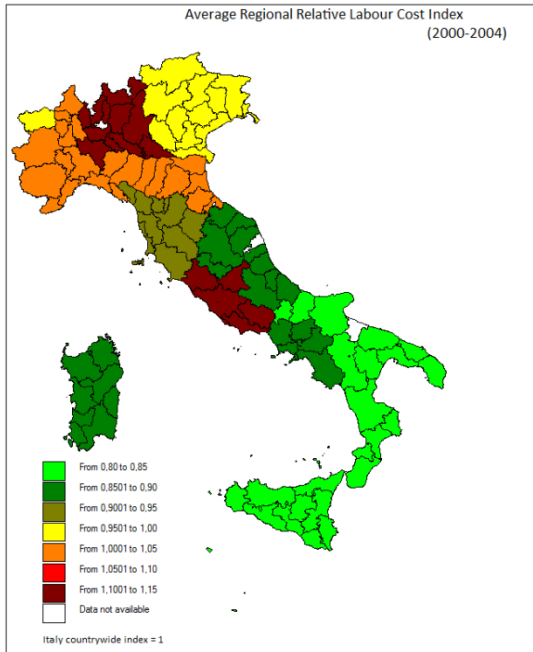 Average Regional Relative Labour Cost Index
(2000-2004)
From 0,80 to 0,85
From 0,8501 to 0,90
From 0,9001 to 0,95
From 0,9501 to 1,00
From 1,0001 to 1,05
From 1,0501 to 1,10
From 1,1001 to 1,15
Data not available
Italy countrywide index = 1